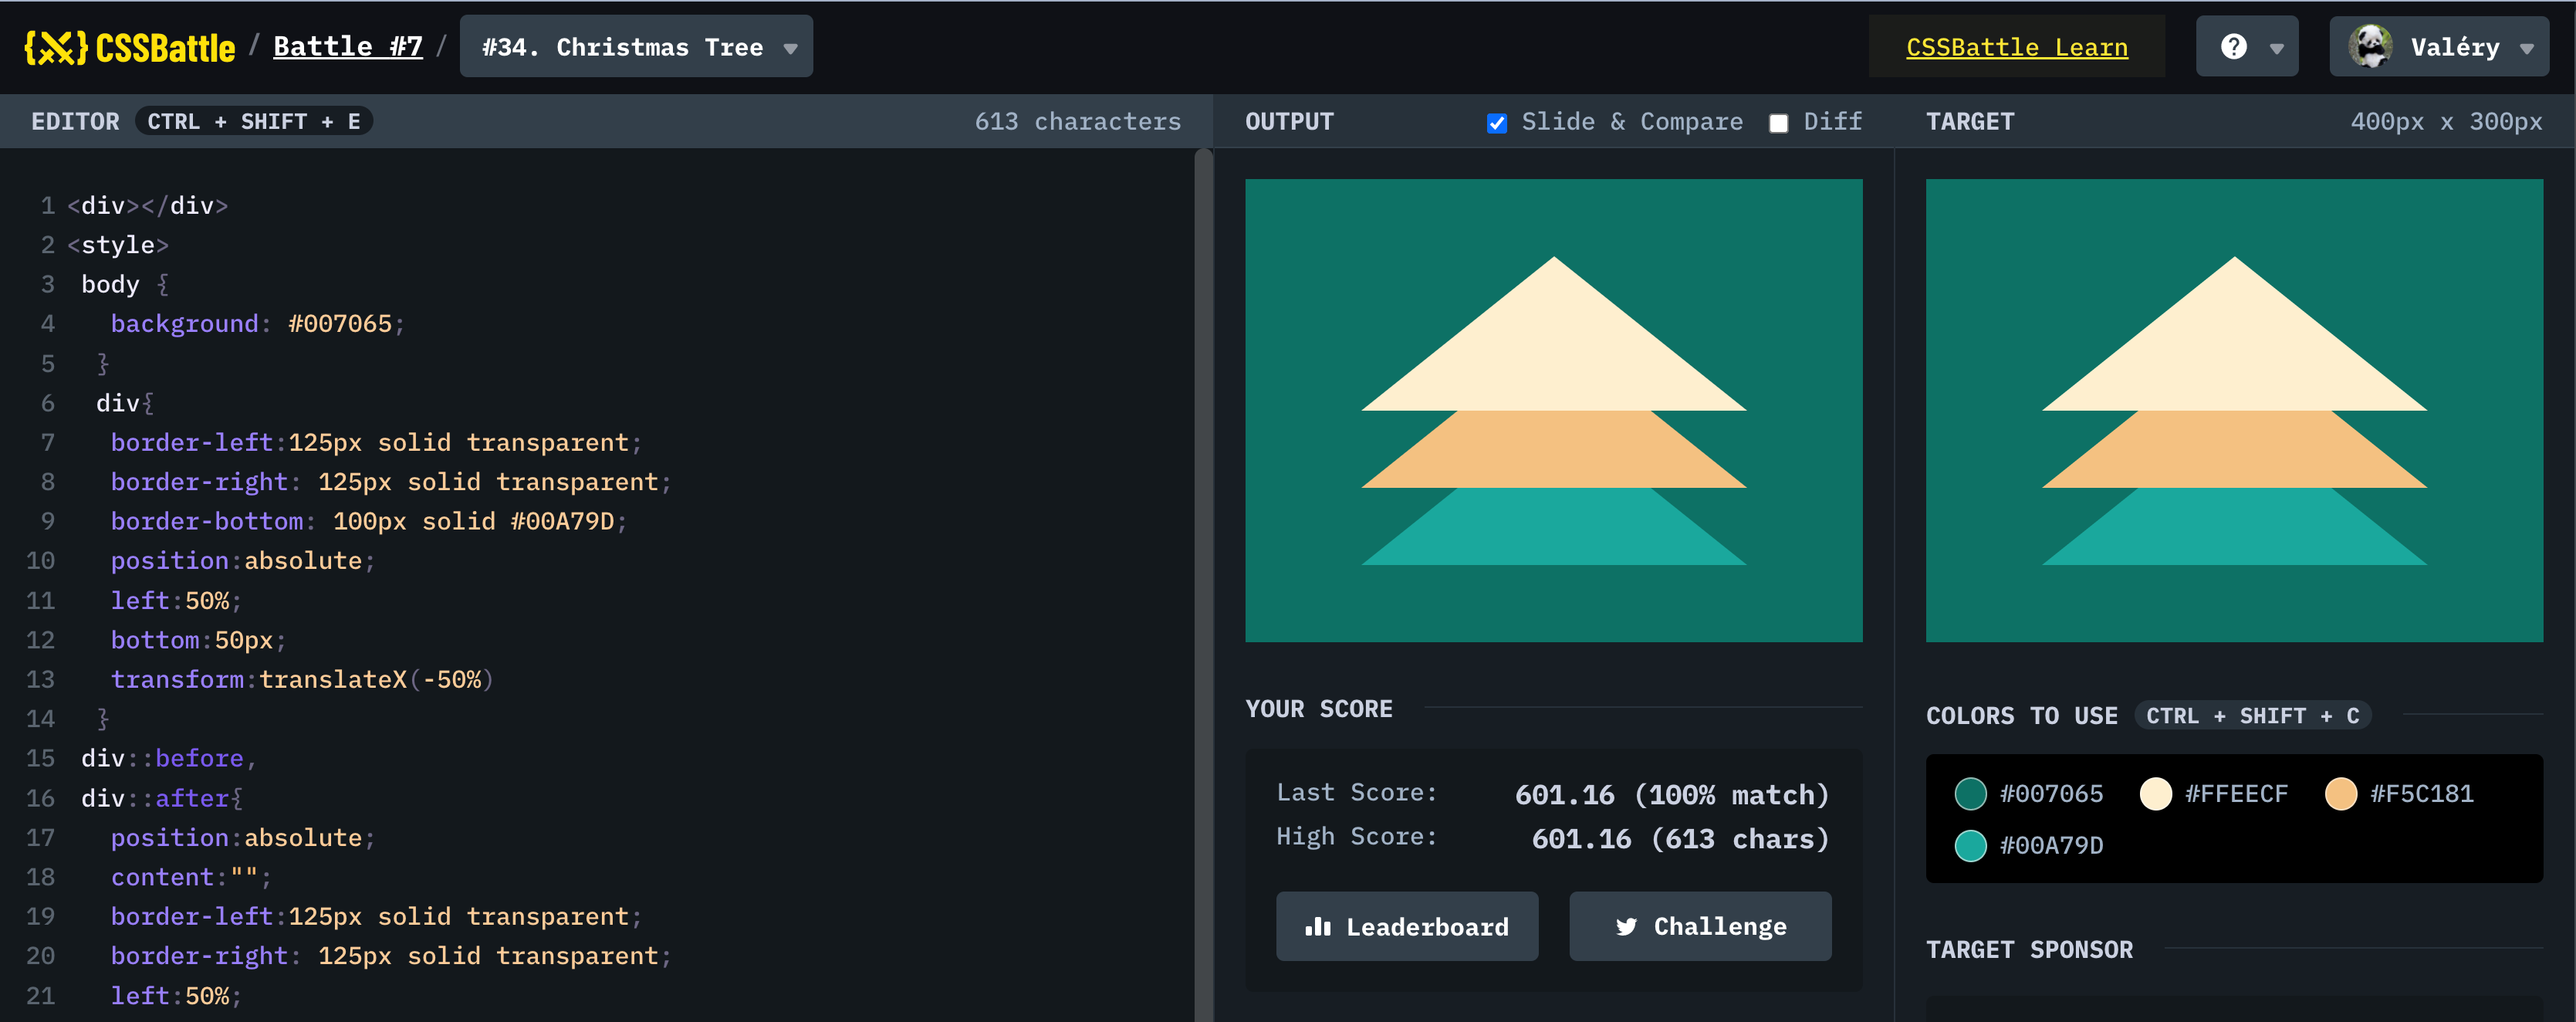 {✕} CSSBattle / Battle #7 / #34. Christmas Tree
CSSBattle Learn
?
Valéry
EDITOR CTRL + SHIFT + E
613 characters
OUTPUT
Slide & Compare
Diff
TARGET
400px x 300px
1 <div></div>
2 <style>
3 body {
4 background: #007065;
5 }
6 div{
7 border-left:125px solid transparent;
8 border-right: 125px solid transparent;
9 border-bottom: 100px solid #00A79D;
10 position:absolute;
11 left:50%;
12 bottom:50px;
13 transform:translateX(-50%)
14 }
15 div::before,
16 div::after{
17 position:absolute;
18 content:"";
19 border-left:125px solid transparent;
20 border-right: 125px solid transparent;
21 left:50%;
YOUR SCORE
Last Score: 601.16 (100% match)
High Score: 601.16 (613 chars)
Leaderboard
Challenge
COLORS TO USE CTRL + SHIFT + C
#007065 #FFEECF #F5C181
#00A79D
TARGET SPONSOR